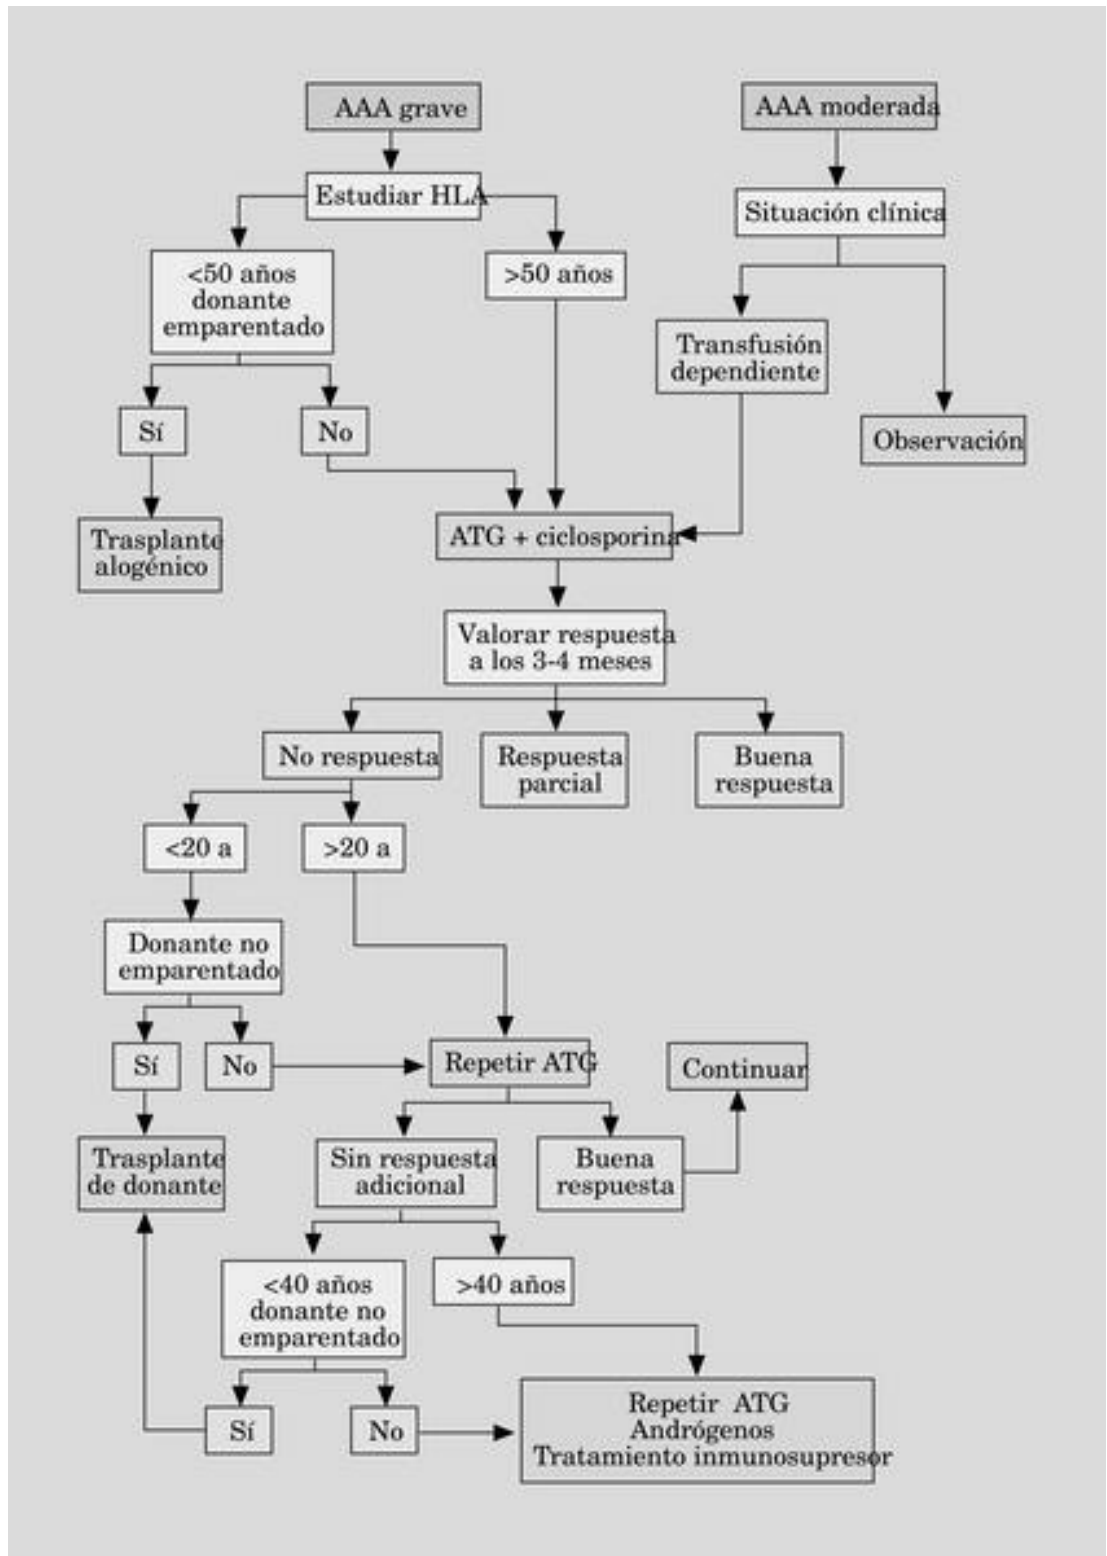 AAA grave
AAA moderada
Estudiar HLA
Situación clínica
<50 años
donante
emparentado
>50 años
Transfusión
dependiente
Sí
No
Observación
Trasplante
alogénico
ATG + ciclosporina
Valorar respuesta
a los 3-4 meses
No respuesta
Respuesta
parcial
Buena
respuesta
<20 a
>20 a
Donante no
emparentado
Sí
No
Repetir ATG
Continuar
Trasplante
de donante
Sin respuesta
adicional
Buena
respuesta
<40 años
donante no
emparentado
>40 años
Sí
No
Repetir ATG
Andrógenos
Tratamiento inmunosupresor